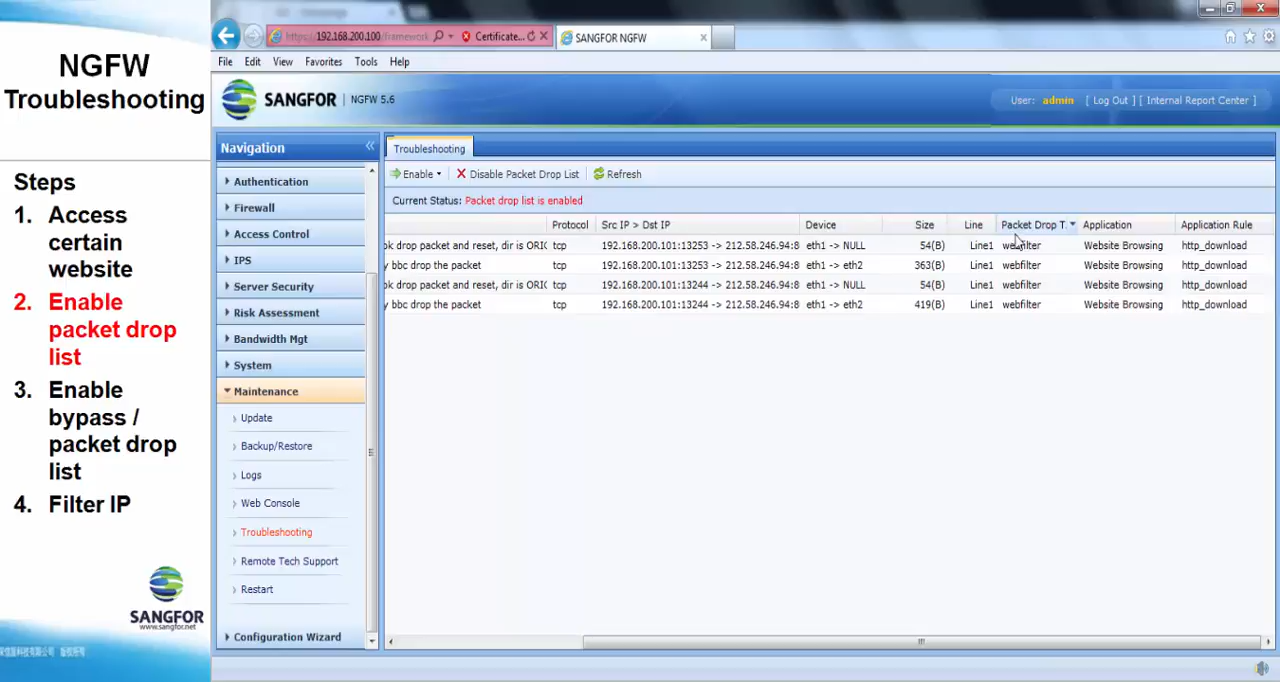 NGFW
Troubleshooting
Steps
1. Access
certain
website
2. Enable
packet drop
list
3. Enable
bypass /
packet drop
list
4. Filter IP
SANGFOR
www.sangfor.net
https://192.168.200.100/framework
Certificate...
SANGFOR NGFW
File Edit View Favorites Tools Help
SANGFOR | NGFW 5.6
User: admin [ Log Out ] [ Internal Report Center ]
Navigation
Authentication
Firewall
Access Control
IPS
Server Security
Risk Assessment
Bandwidth Mgt
System
Maintenance
Update
Backup/Restore
Logs
Web Console
Troubleshooting
Remote Tech Support
Restart
Configuration Wizard
Troubleshooting
Enable Disable Packet Drop List Refresh
Current Status: Packet drop list is enabled
Protocol Src IP > Dst IP Device Size Line Packet Drop T. Application Application Rule
ok drop packet and reset, dir is ORIG tcp 192.168.200.101:13253 -> 212.58.246.94:8 eth1 -> NULL 54(B) Line1 webfilter Website Browsing http_download
y bbc drop the packet tcp 192.168.200.101:13253 -> 212.58.246.94:8 eth1 -> eth2 363(B) Line1 webfilter Website Browsing http_download
ok drop packet and reset, dir is ORIG tcp 192.168.200.101:13244 -> 212.58.246.94:8 eth1 -> NULL 54(B) Line1 webfilter Website Browsing http_download
y bbc drop the packet tcp 192.168.200.101:13244 -> 212.58.246.94:8 eth1 -> eth2 419(B) Line1 webfilter Website Browsing http_download